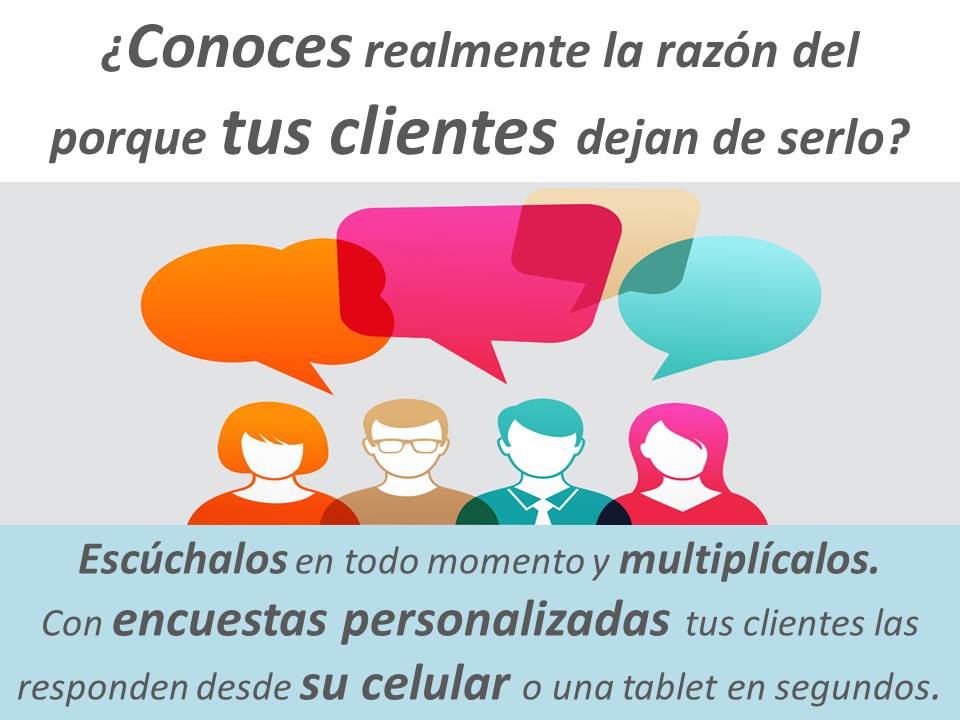 ¿Conoces realmente la razón del
porque tus clientes dejan de serlo?
Escúchalos en todo momento y multiplícalos.
Con encuestas personalizadas tus clientes las
responden desde su celular o una tablet en segundos.